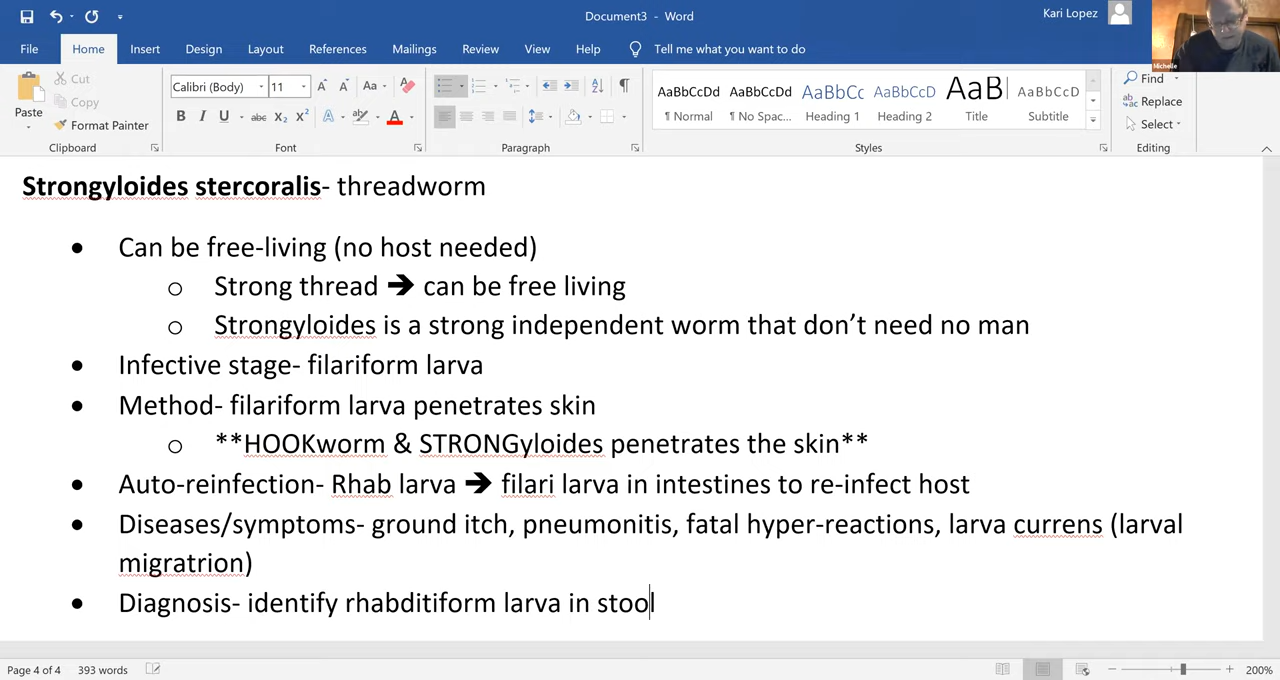 Document3 - Word
Kari Lopez
Michelle
File Home Insert Design Layout References Mailings Review View Help Tell me what you want to do
Paste
Cut
Copy
Format Painter
Clipboard
Calibri (Body) 11
Aa
B I U abc X2 X2 A ab A
Font
Paragraph
AaBbCcDd AaBbCcDd AaBbCc AaBbCcD AaB AaBbCcD
¶ Normal ¶ No Spac... Heading 1 Heading 2 Title Subtitle
Styles
Find
Replace
Select
Editing
Strongyloides stercoralis- threadworm
• Can be free-living (no host needed)
o Strong thread ➔ can be free living
o Strongyloides is a strong independent worm that don’t need no man
• Infective stage- filariform larva
• Method- filariform larva penetrates skin
o **HOOKworm & STRONGyloides penetrates the skin**
• Auto-reinfection- Rhab larva ➔ filari larva in intestines to re-infect host
• Diseases/symptoms- ground itch, pneumonitis, fatal hyper-reactions, larva currens (larval
migratrion)
• Diagnosis- identify rhabditiform larva in stool
Page 4 of 4 393 words
200%